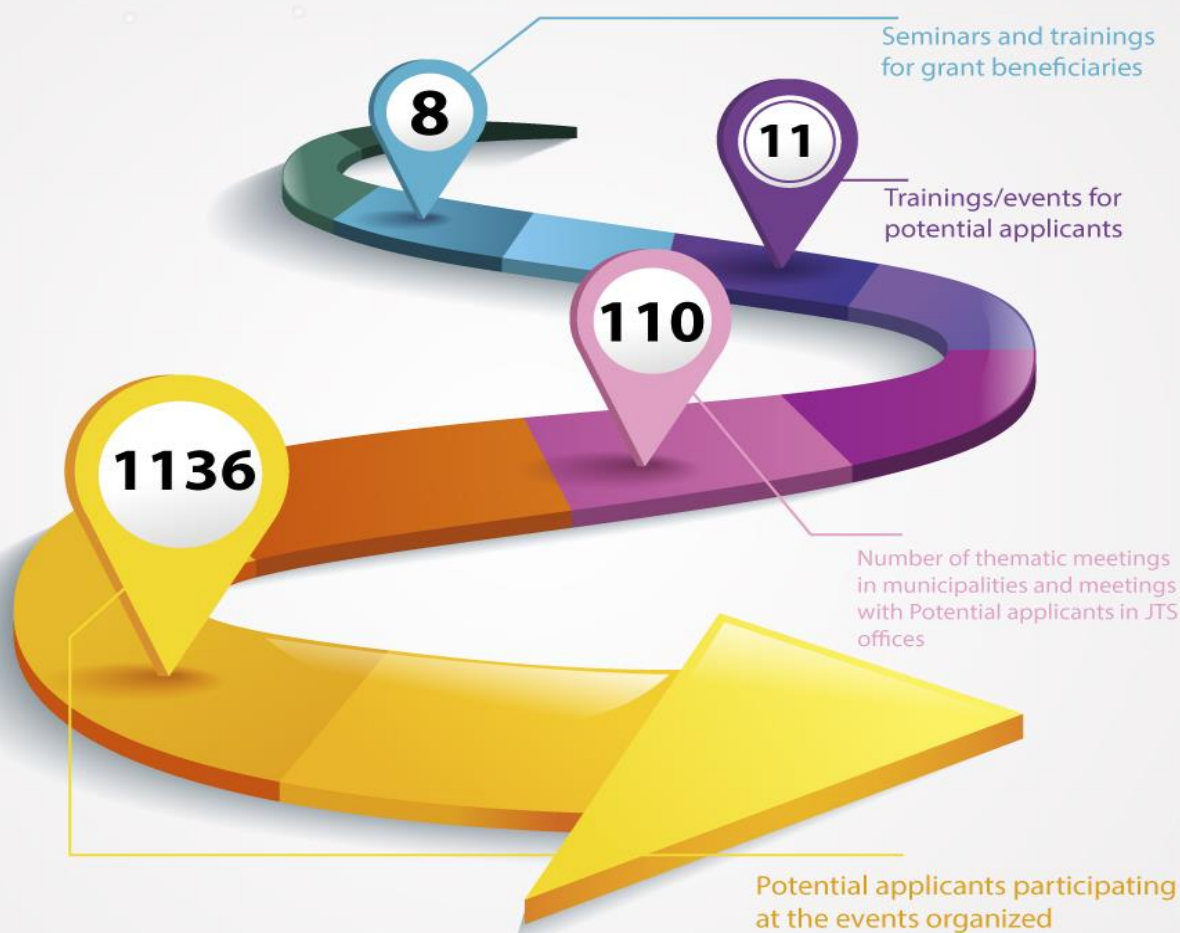 Seminars and trainings
for grant beneficiaries
8
11
Trainings/events for
potential applicants
110
1136
Number of thematic meetings
in municipalities and meetings
with Potential applicants in JTS
offices
Potential applicants participating
at the events organized